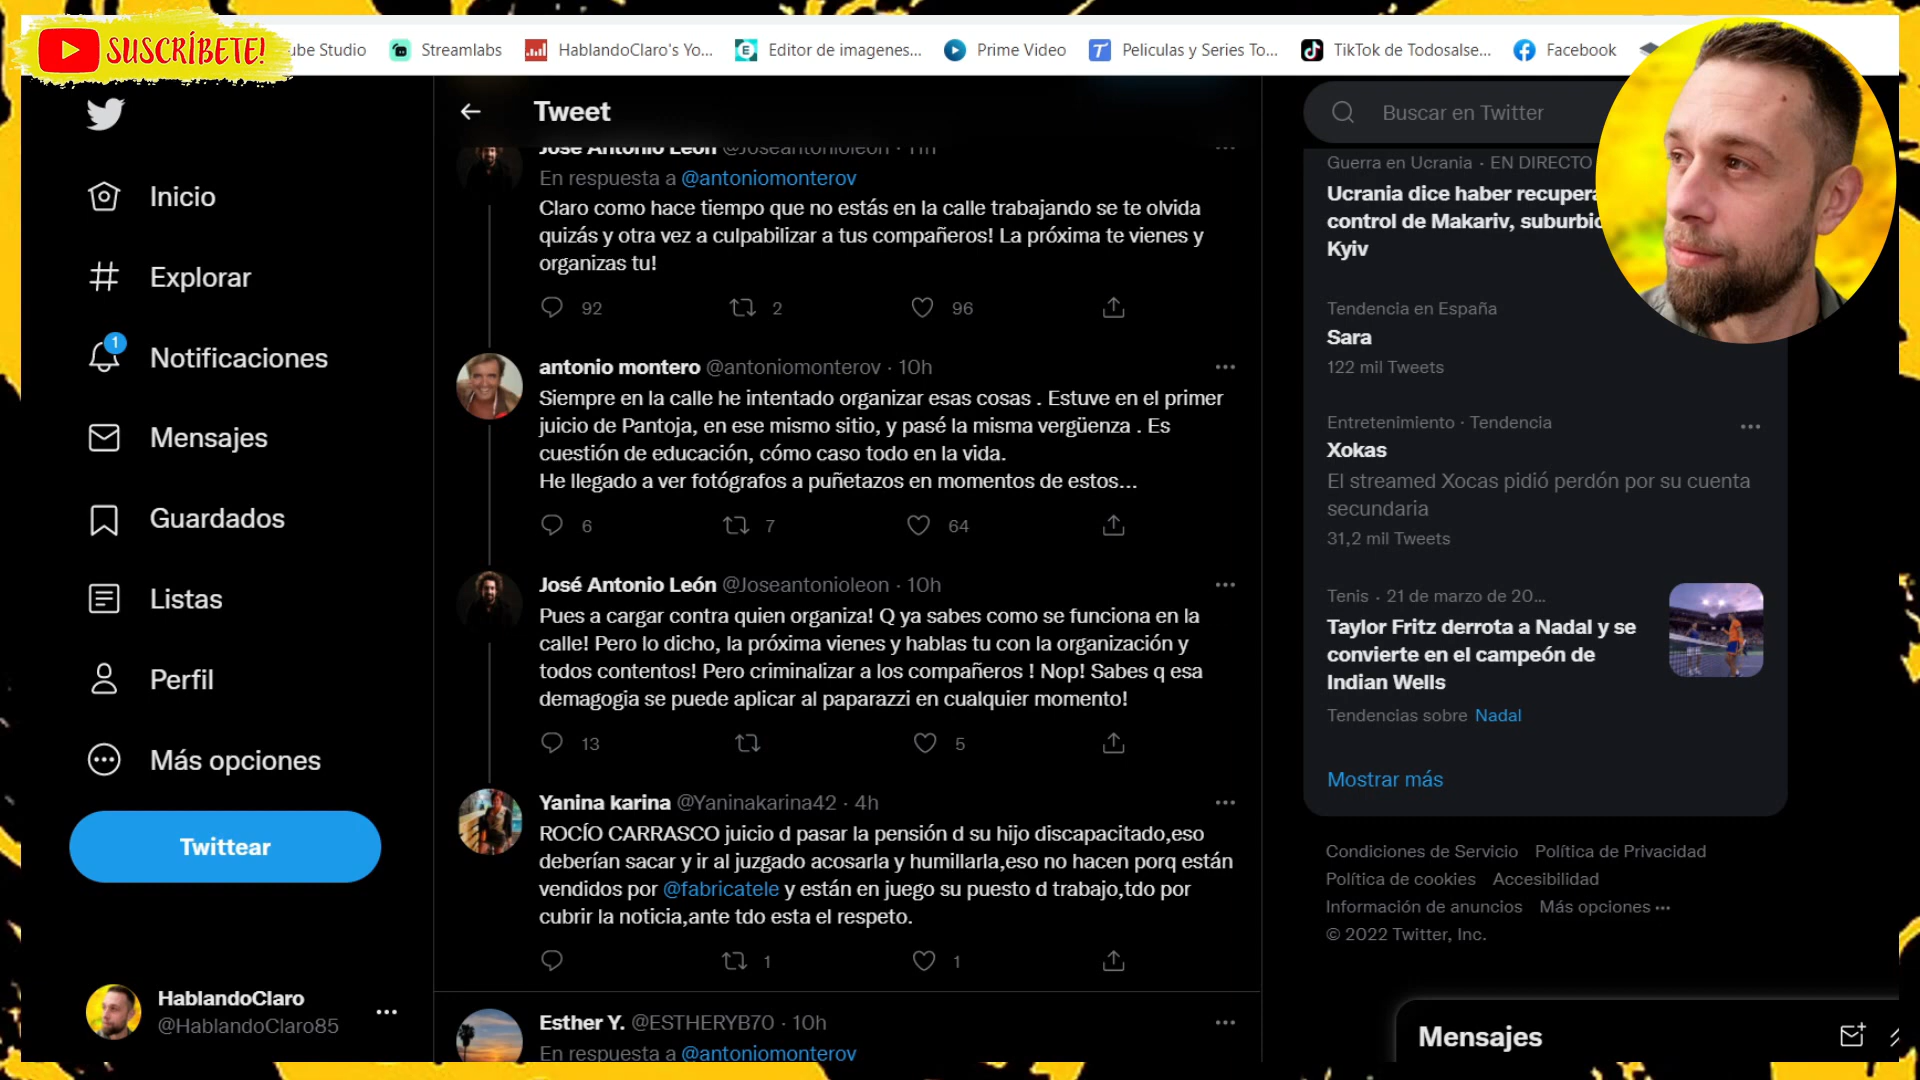 SUSCRÍBETE!
ube Studio
Streamlabs
HablandoClaro's Yo...
Editor de imagenes...
Prime Video
Peliculas y Series To...
TikTok de Todosalse...
Facebook
Inicio
Explorar
1
Notificaciones
Mensajes
Guardados
Listas
Perfil
Más opciones
Twittear
HablandoClaro
@HablandoClaro85
Tweet
José Antonio León @Joseantonioleon · 11h
En respuesta a @antoniomonterov
Claro como hace tiempo que no estás en la calle trabajando se te olvida
quizás y otra vez a culpabilizar a tus compañeros! La próxima te vienes y
organizas tu!
92 2 96
antonio montero @antoniomonterov · 10h
Siempre en la calle he intentado organizar esas cosas . Estuve en el primer
juicio de Pantoja, en ese mismo sitio, y pasé la misma vergüenza . Es
cuestión de educación, cómo caso todo en la vida.
He llegado a ver fotógrafos a puñetazos en momentos de estos...
6 7 64
José Antonio León @Joseantonioleon · 10h
Pues a cargar contra quien organiza! Q ya sabes como se funciona en la
calle! Pero lo dicho, la próxima vienes y hablas tu con la organización y
todos contentos! Pero criminalizar a los compañeros ! Nop! Sabes q esa
demagogia se puede aplicar al paparazzi en cualquier momento!
13 5
Yanina karina @Yaninakarina42 · 4h
ROCÍO CARRASCO juicio d pasar la pensión d su hijo discapacitado,eso
deberían sacar y ir al juzgado acosarla y humillarla,eso no hacen porq están
vendidos por @fabricatele y están en juego su puesto d trabajo,tdo por
cubrir la noticia,ante tdo esta el respeto.
1 1
Esther Y. @ESTHERYB70 · 10h
En respuesta a @antoniomonterov
Buscar en Twitter
Guerra en Ucrania · EN DIRECTO
Ucrania dice haber recupera
control de Makariv, suburbio
Kyiv
Tendencia en España
Sara
122 mil Tweets
Entretenimiento · Tendencia
Xokas
El streamed Xocas pidió perdón por su cuenta
secundaria
31,2 mil Tweets
Tenis · 21 de marzo de 20...
Taylor Fritz derrota a Nadal y se
convierte en el campeón de
Indian Wells
Tendencias sobre Nadal
Mostrar más
Condiciones de Servicio Política de Privacidad
Política de cookies Accesibilidad
Información de anuncios Más opciones ···
© 2022 Twitter, Inc.
Mensajes